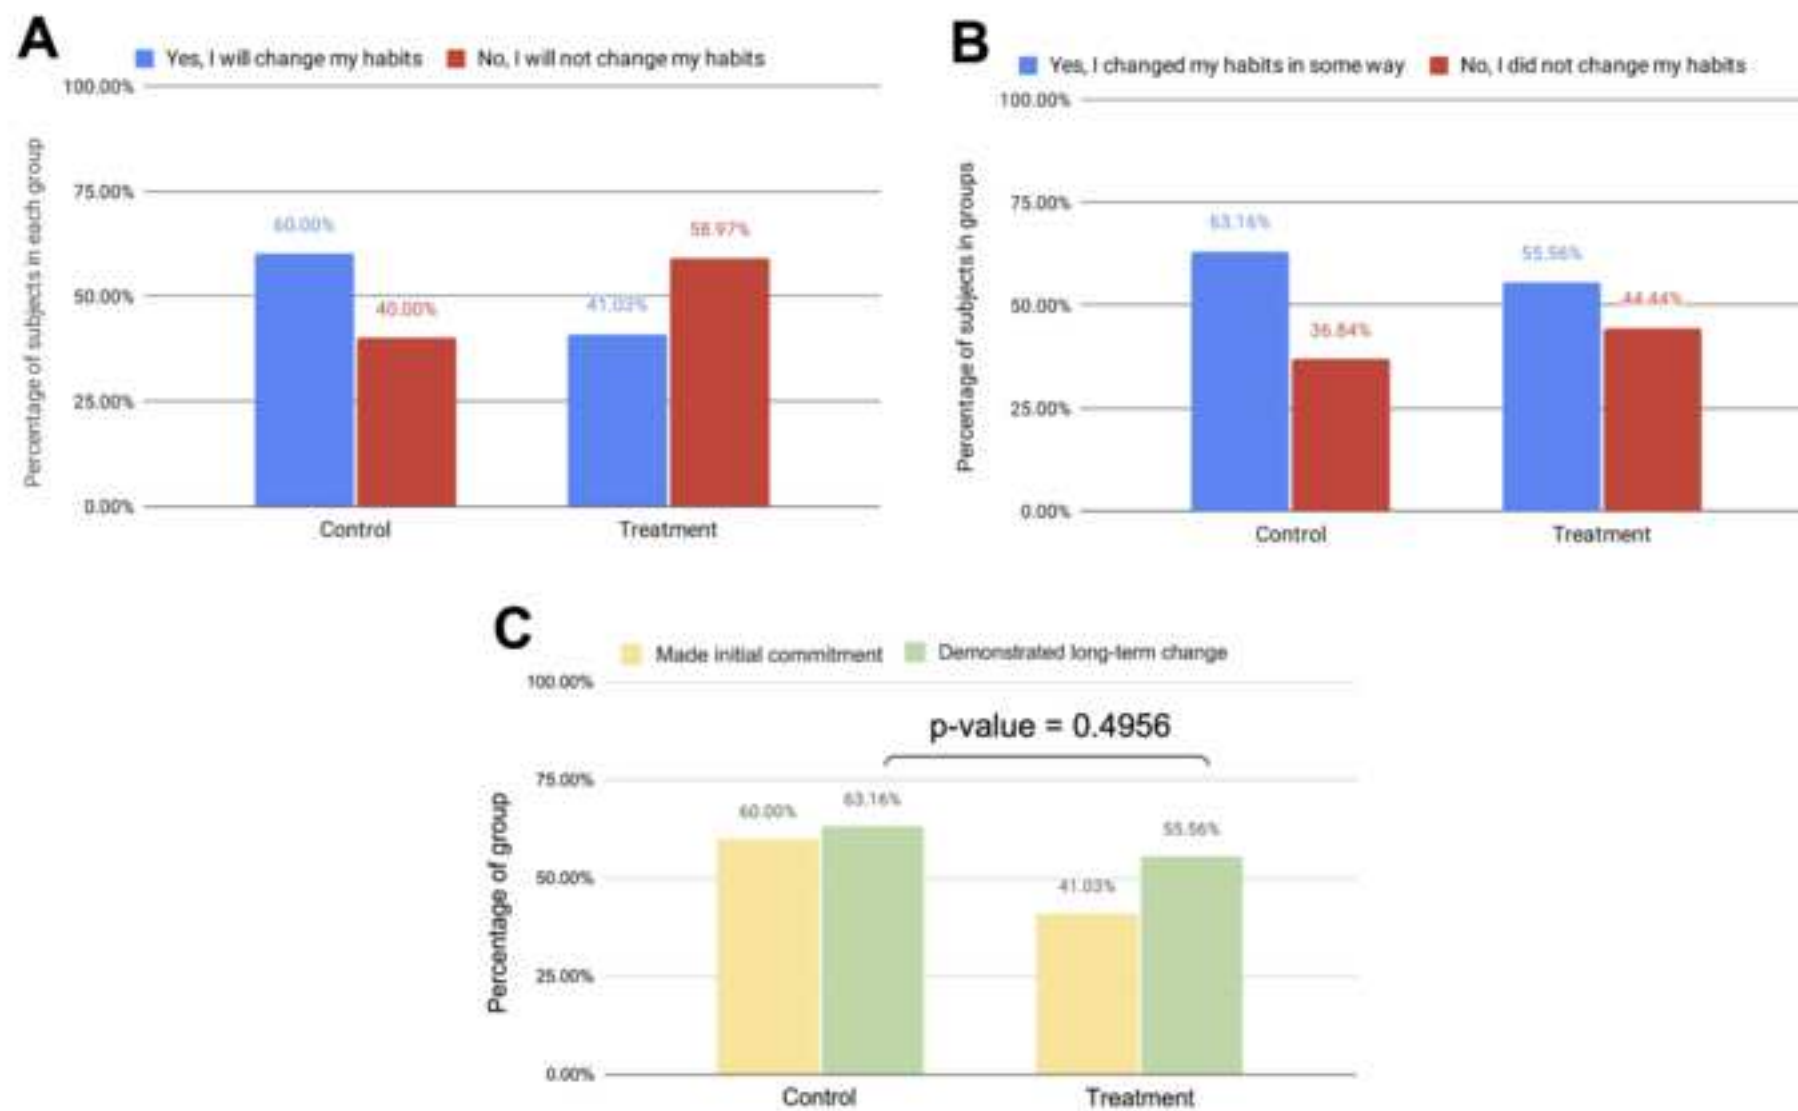 A
Yes, I will change my habits No, I will not change my habits
100.00%
75.00%
50.00%
25.00%
0.00%
Percentage of subjects in each group
60.00%
40.00%
41.03%
58.97%
Control Treatment
B
Yes, I changed my habits in some way No, I did not change my habits
100.00%
75.00%
50.00%
25.00%
0.00%
Percentage of subjects in groups
63.16%
36.84%
55.56%
44.44%
Control Treatment
C
Made initial commitment Demonstrated long-term change
100.00%
75.00%
50.00%
25.00%
0.00%
Percentage of group
p-value = 0.4956
60.00%
63.16%
41.03%
55.56%
Control Treatment